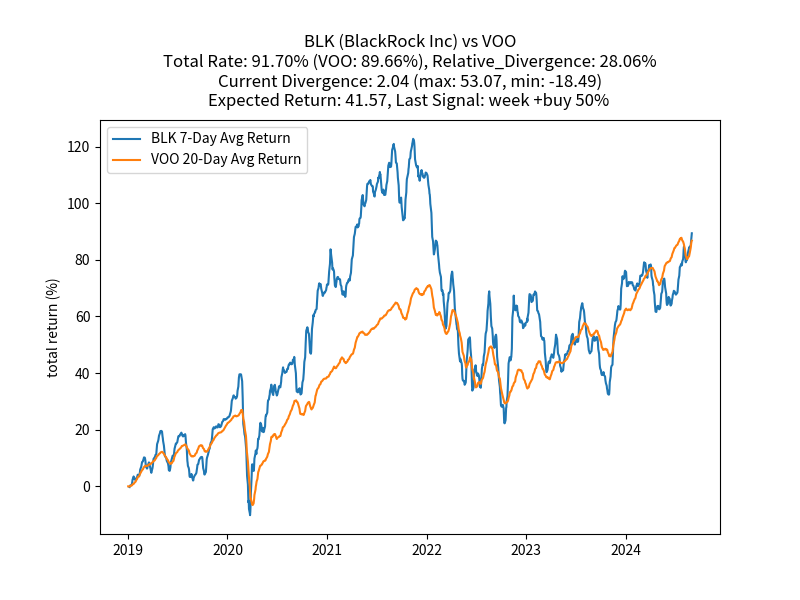 BLK (BlackRock Inc) vs VOO
Total Rate: 91.70% (VOO: 89.66%), Relative_Divergence: 28.06%
Current Divergence: 2.04 (max: 53.07, min: -18.49)
Expected Return: 41.57, Last Signal: week +buy 50%
BLK 7-Day Avg Return
VOO 20-Day Avg Return
total return (%)
120
100
80
60
40
20
0
2019 2020 2021 2022 2023 2024